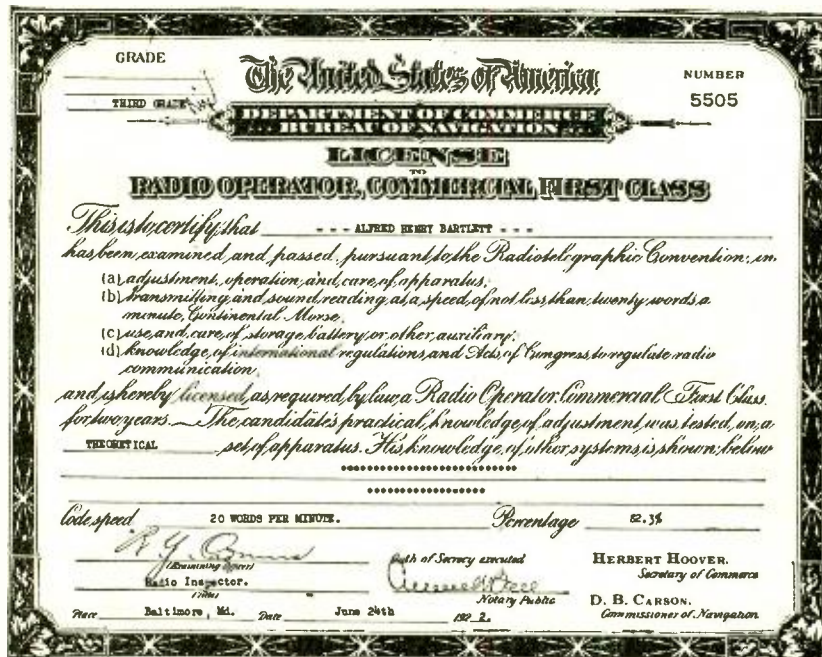 GRADE
THIRD GRADE
The United States of America,
NUMBER
5505
DEPARTMENT OF COMMERCE
BUREAU OF NAVIGATION
LICENSE
TO
RADIO OPERATOR, COMMERCIAL FIRST CLASS
This is to certify, that - - - ALFRED HENRY BARTLETT - - -
has been examined and passed, pursuant to the Radiotelegraphic Convention, in
(a) adjustment, operation, and care of apparatus.
(b) transmitting and sound reading at a speed of not less than twenty words a
minute, Continental Morse.
(c) use and care of storage battery or other auxiliary.
(d) knowledge of international regulations and Acts of Congress to regulate radio
communication.
and is hereby licensed, as required by law, a Radio Operator, Commercial First Class
for two years. The candidate's practical knowledge of adjustment was tested on a
THEORETICAL set of apparatus. His knowledge of other systems is shown below
Code speed 20 WORDS PER MINUTE. Percentage 82.3%
(Examining Officer)
Radio Inspector.
(Title)
Oath of Secrecy executed
Notary Public
HERBERT HOOVER.
Secretary of Commerce
D. B. CARSON.
Commissioner of Navigation
Place Baltimore, Md. Date June 24th 1922.